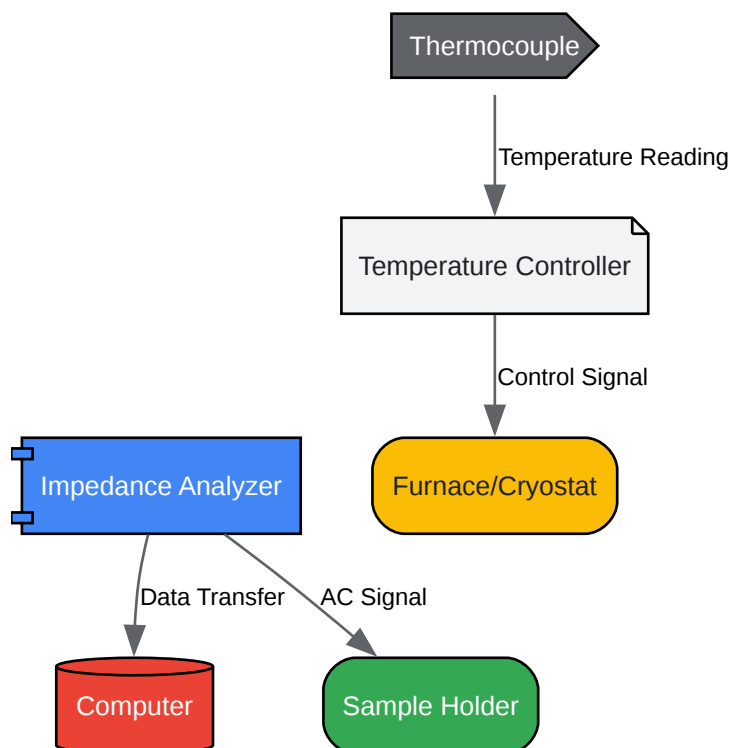 Thermocouple
Temperature Reading
Temperature Controller
Control Signal
Impedance Analyzer
Furnace/Cryostat
Data Transfer
AC Signal
Computer
Sample Holder